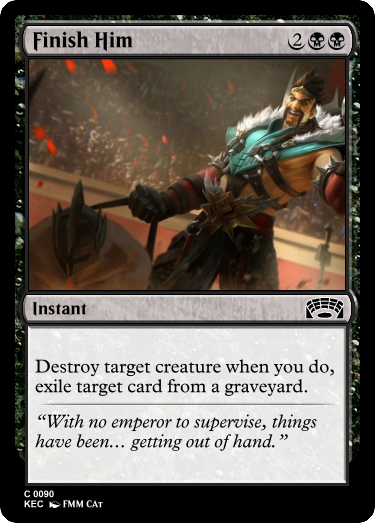 Finish Him 2
Instant
Destroy target creature when you do,
exile target card from a graveyard.
“With no emperor to supervise, things
have been… getting out of hand.”
C 0090
KEC FMM CAt